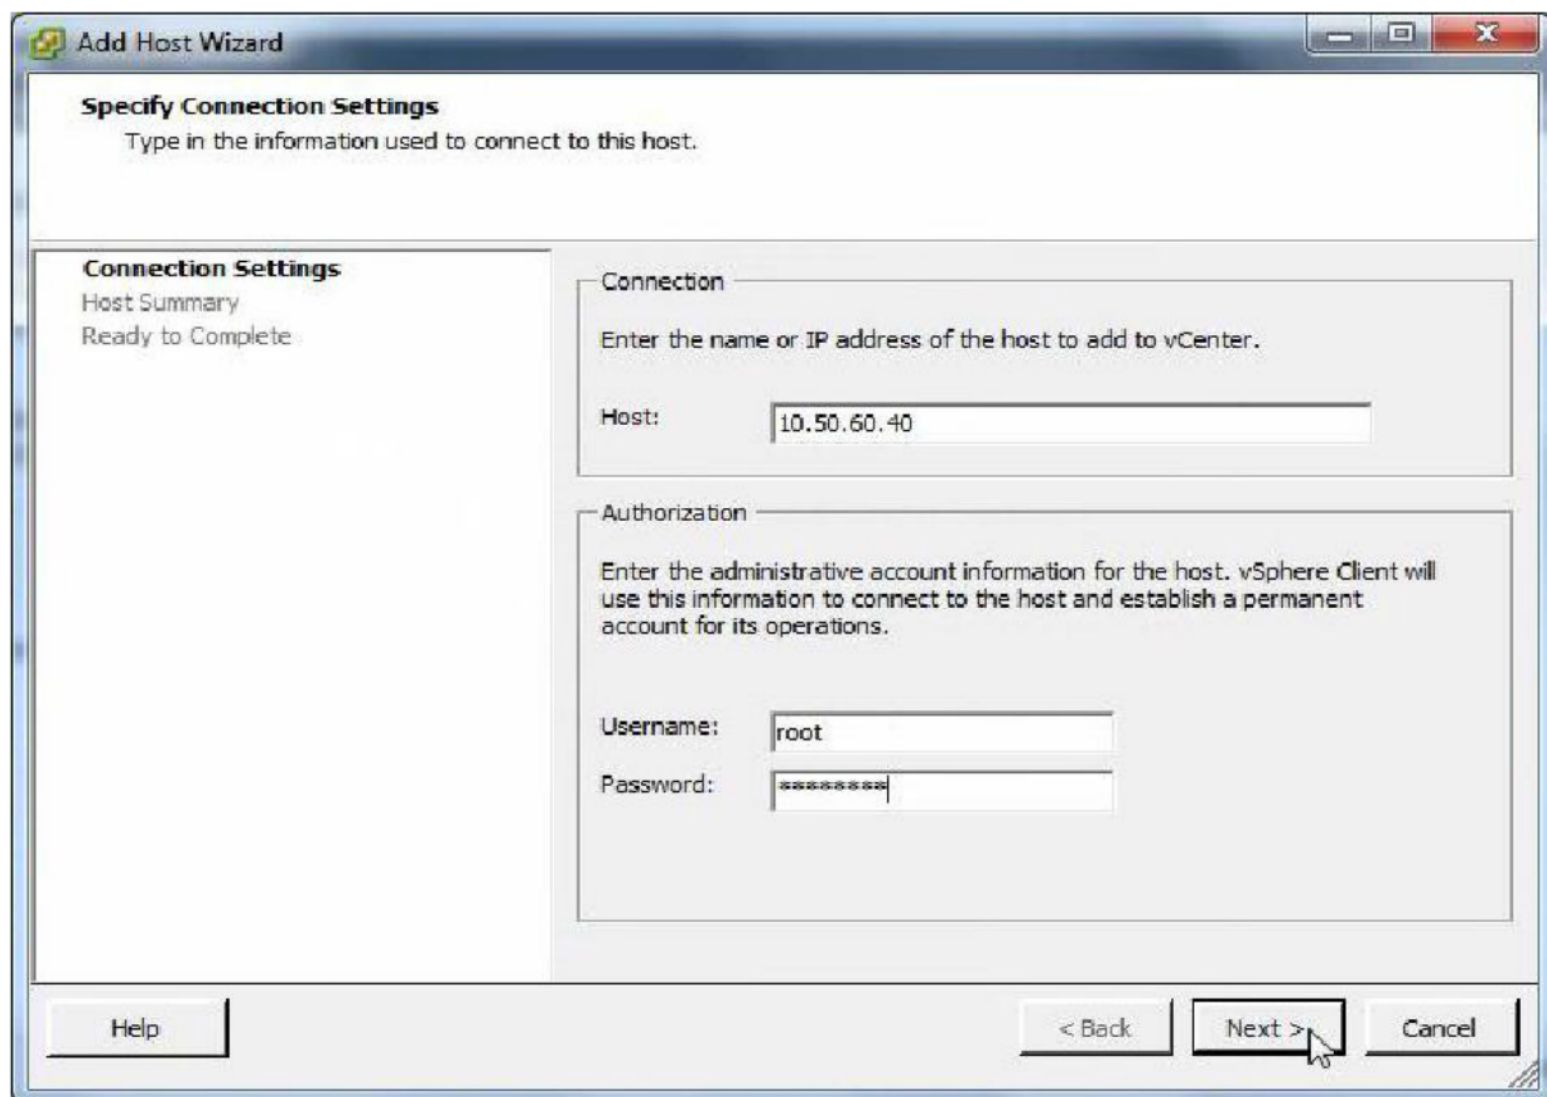 Add Host Wizard
Specify Connection Settings
Type in the information used to connect to this host.
Connection Settings
Host Summary
Ready to Complete
Connection
Enter the name or IP address of the host to add to vCenter.
Host:
10.50.60.40
Authorization
Enter the administrative account information for the host. vSphere Client will
use this information to connect to the host and establish a permanent
account for its operations.
Username:
root
Password:
********
Help
< Back
Next >
Cancel